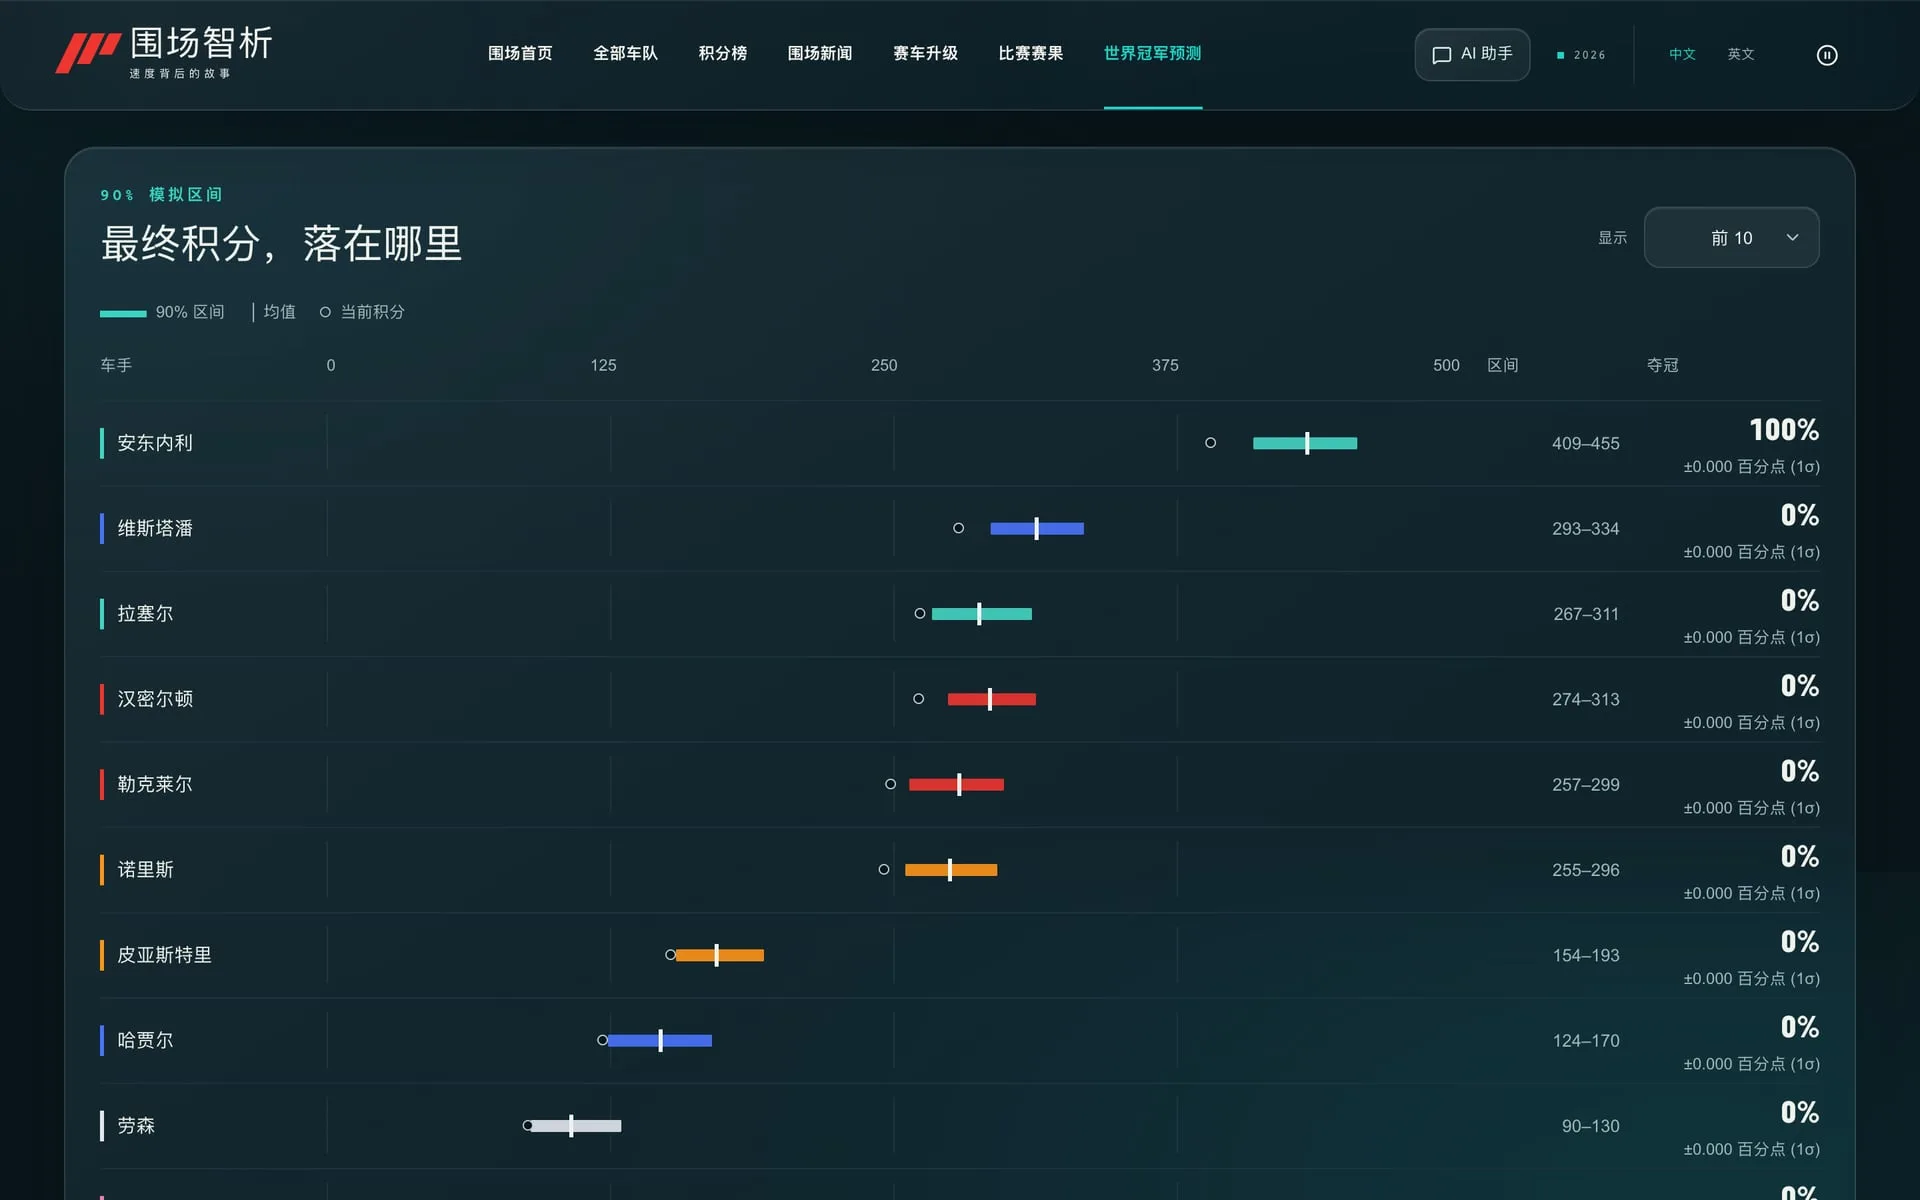 围场智析
速度背后的故事
围场首页 全部车队 积分榜 围场新闻 赛车升级 比赛赛果 世界冠军预测
AI 助手
2026
中文 英文
90% 模拟区间
最终积分，落在哪里
显示 前 10
90% 区间 均值 当前积分
车手 0 125 250 375 500 区间 夺冠
安东内利 409–455 100%
±0.000 百分点 (1σ)
维斯塔潘 293–334 0%
±0.000 百分点 (1σ)
拉塞尔 267–311 0%
±0.000 百分点 (1σ)
汉密尔顿 274–313 0%
±0.000 百分点 (1σ)
勒克莱尔 257–299 0%
±0.000 百分点 (1σ)
诺里斯 255–296 0%
±0.000 百分点 (1σ)
皮亚斯特里 154–193 0%
±0.000 百分点 (1σ)
哈贾尔 124–170 0%
±0.000 百分点 (1σ)
劳森 90–130 0%
±0.000 百分点 (1σ)
0%